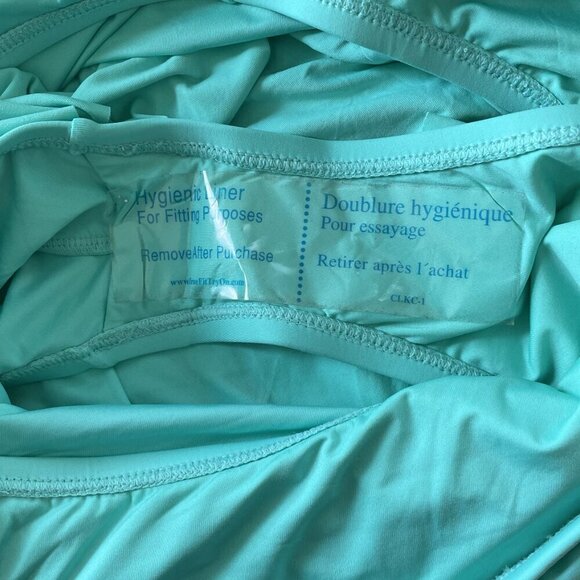 Hygienic Liner
For Fitting Purposes
Remove After Purchase
Doublure hygiénique
Pour essayage
Retirer après l´achat
CLKC-1